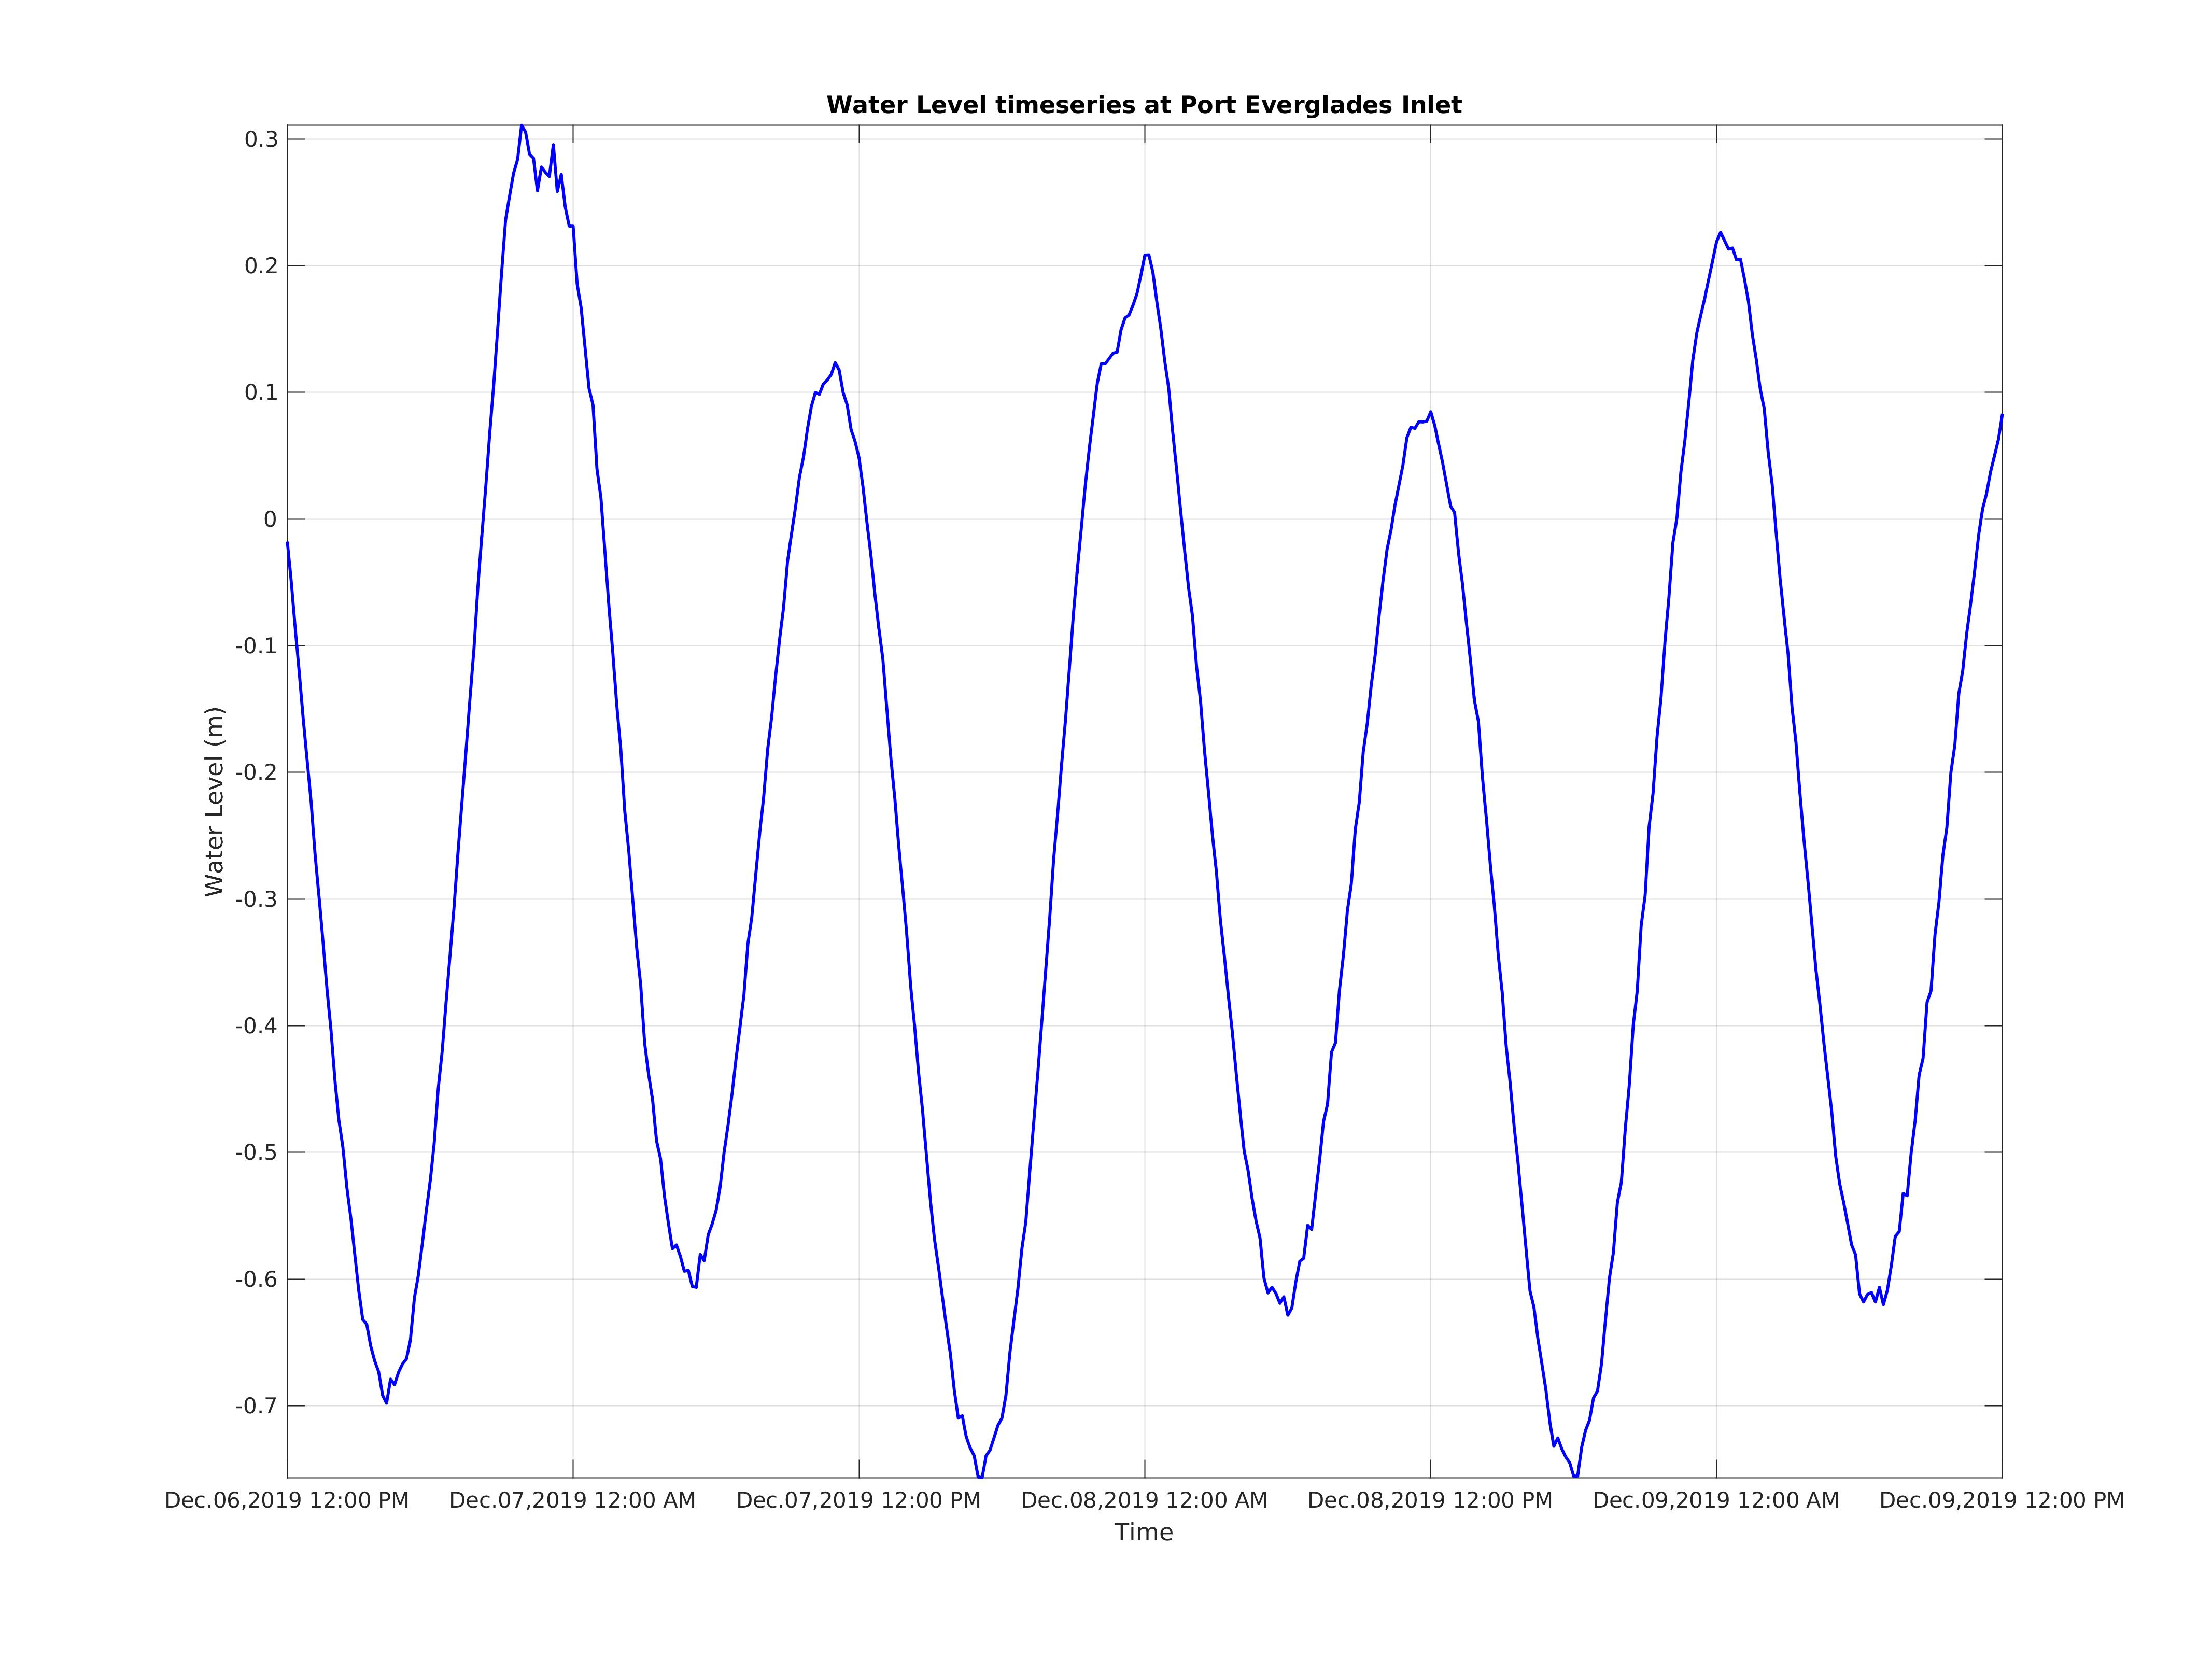 Water Level timeseries at Port Everglades Inlet
0.3
0.2
0.1
0
-0.1
-0.2
-0.3
-0.4
-0.5
-0.6
-0.7
Water Level (m)
Dec.06,2019 12:00 PM Dec.07,2019 12:00 AM Dec.07,2019 12:00 PM Dec.08,2019 12:00 AM Dec.08,2019 12:00 PM Dec.09,2019 12:00 AM Dec.09,2019 12:00 PM
Time